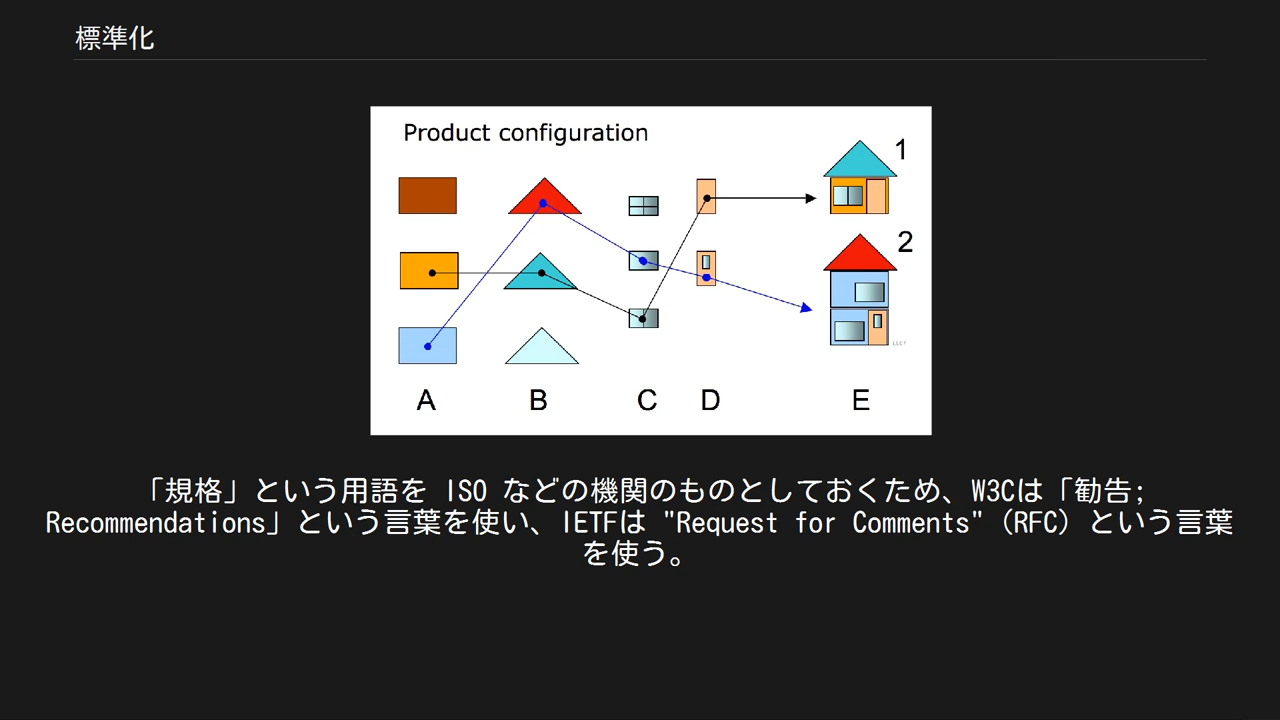 標準化
Product configuration
1
2
A B C D E
「規格」という用語を ISO などの機関のものとしておくため、W3Cは「勧告;
Recommendations」という言葉を使い、IETFは "Request for Comments"（RFC）という言葉
を使う。